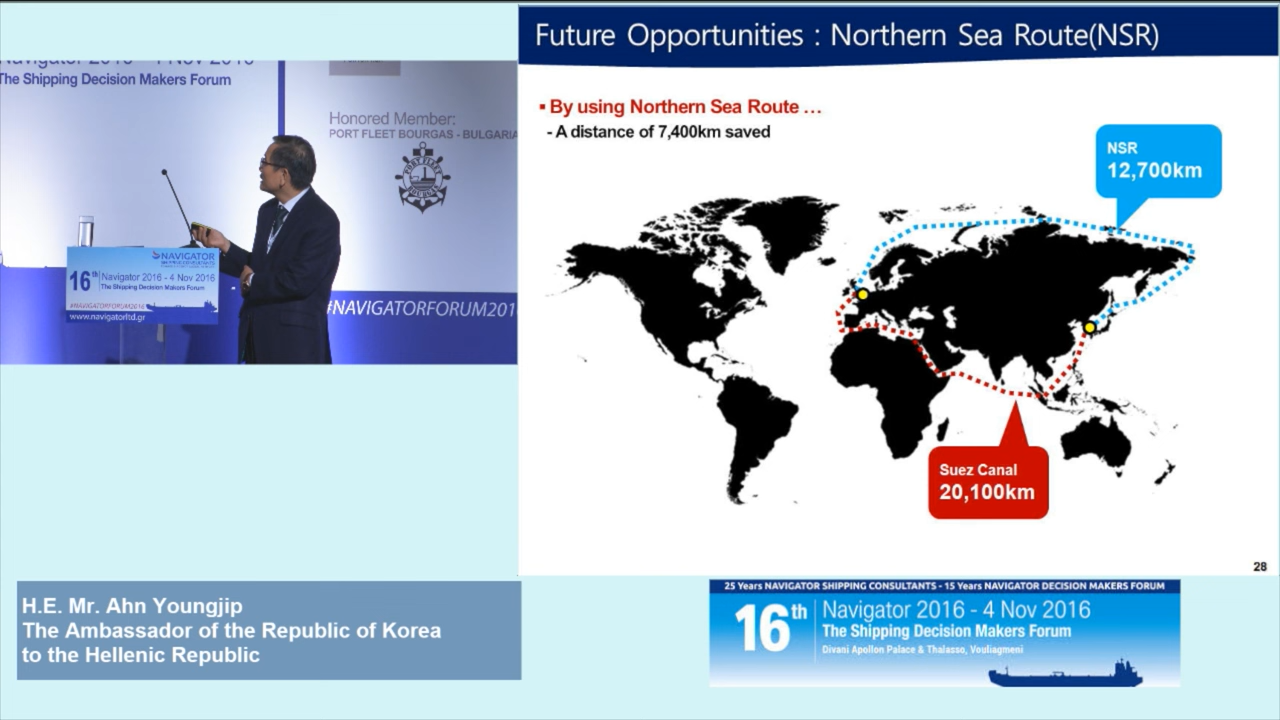 Navigator 2016 - 4 Nov 2016
The Shipping Decision Makers Forum
Honored Member:
PORT FLEET BOURGAS - BULGARIA
PORT FLEET
NAVIGATOR
SHIPPING CONSULTANTS
16th
Navigator 2016 - 4 Nov 2016
The Shipping Decision Makers Forum
#NAVIGATORFORUM2016
www.navigatorltd.gr
#NAVIGATORFORUM201
Future Opportunities : Northern Sea Route(NSR)
▪ By using Northern Sea Route …
- A distance of 7,400km saved
NSR
12,700km
Suez Canal
20,100km
28
H.E. Mr. Ahn Youngjip
The Ambassador of the Republic of Korea
to the Hellenic Republic
25 Years NAVIGATOR SHIPPING CONSULTANTS - 15 Years NAVIGATOR DECISION MAKERS FORUM
16th
Navigator 2016 - 4 Nov 2016
The Shipping Decision Makers Forum
Divani Apollon Palace & Thalasso, Vouliagmeni